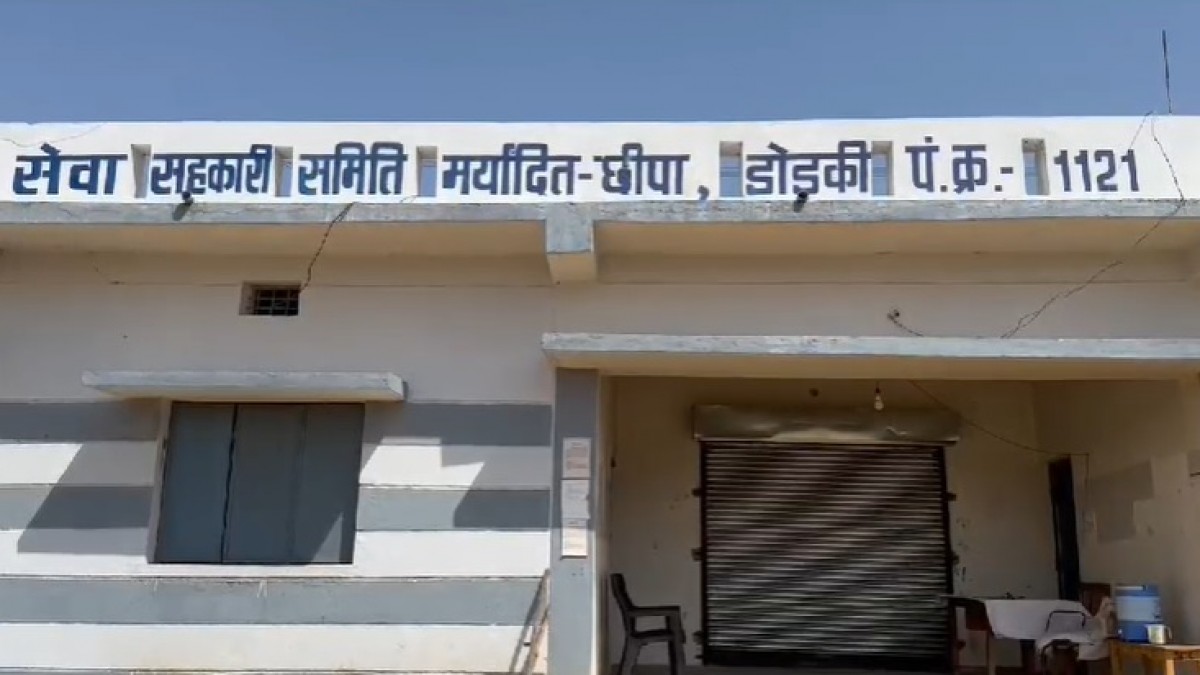 सेवा सहकारी समिति मर्यादित-छीपा, डोड़की पं.क्र.- 1121